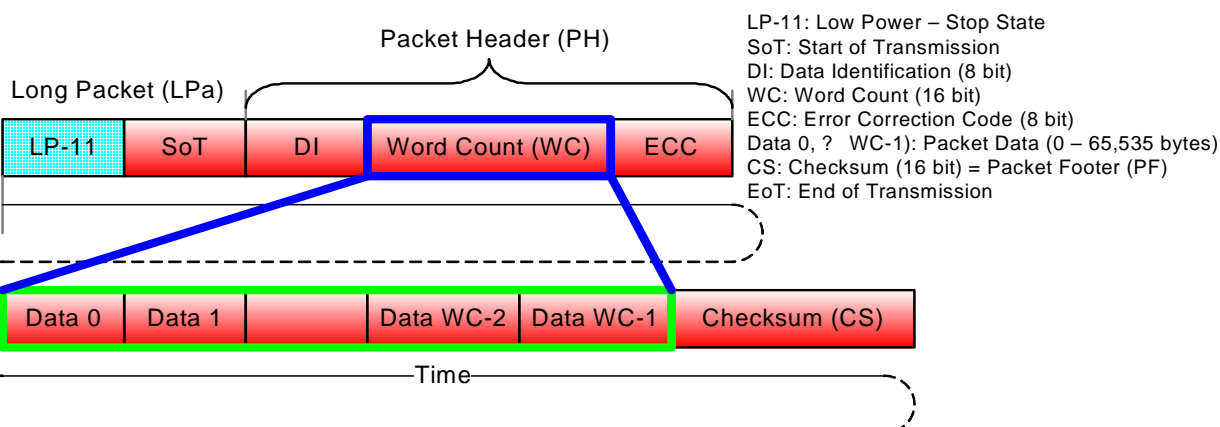 Packet Header (PH)
Long Packet (LPa)
LP-11 SoT DI Word Count (WC) ECC
LP-11: Low Power – Stop State
SoT: Start of Transmission
DI: Data Identification (8 bit)
WC: Word Count (16 bit)
ECC: Error Correction Code (8 bit)
Data 0, ? WC-1): Packet Data (0 – 65,535 bytes)
CS: Checksum (16 bit) = Packet Footer (PF)
EoT: End of Transmission
Data 0 Data 1 Data WC-2 Data WC-1 Checksum (CS)
Time